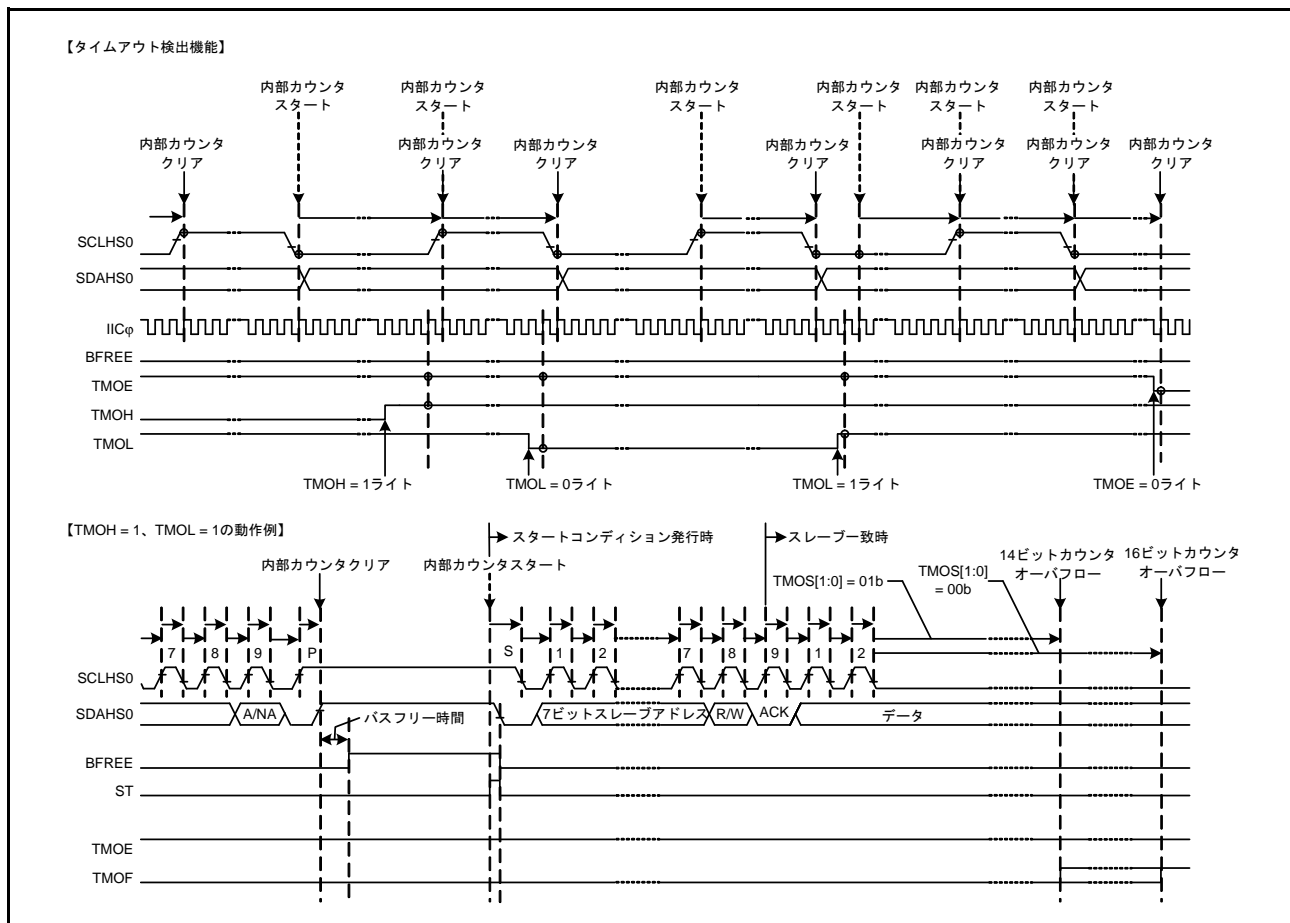 【タイムアウト検出機能】
内部カウンタ
スタート
内部カウンタ
スタート
内部カウンタ
スタート
内部カウンタ
スタート
内部カウンタ
スタート
内部カウンタ
スタート
内部カウンタ
クリア
内部カウンタ
クリア
内部カウンタ
クリア
内部カウンタ
クリア
内部カウンタ
クリア
内部カウンタ
クリア
内部カウンタ
クリア
SCLHS0
SDAHS0
IICφ
BFREE
TMOE
TMOH
TMOL
TMOH = 1ライト
TMOL = 0ライト
TMOL = 1ライト
TMOE = 0ライト
【TMOH = 1、TMOL = 1の動作例】
スタートコンディション発行時
スレーブ一致時
内部カウンタクリア
内部カウンタスタート
TMOS[1:0] = 01b
TMOS[1:0]
= 00b
14ビットカウンタ
オーバフロー
16ビットカウンタ
オーバフロー
7 8 9 P S 1 2 7 8 9 1 2
SCLHS0
SDAHS0
A/NA
バスフリー時間
7ビットスレーブアドレス
R/W
ACK
データ
BFREE
ST
TMOE
TMOF